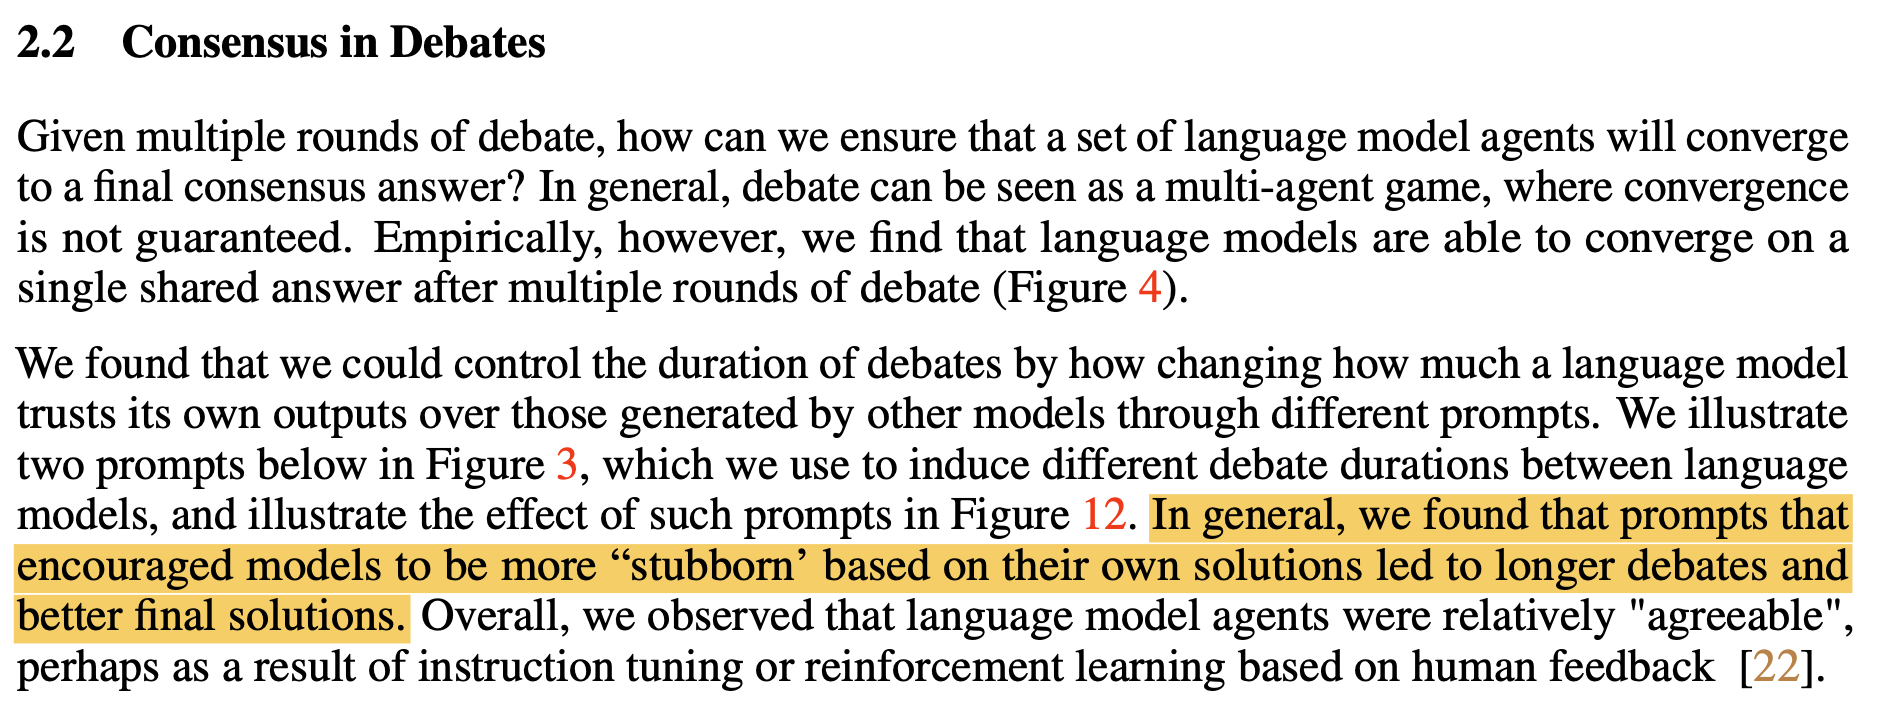 2.2 Consensus in Debates
Given multiple rounds of debate, how can we ensure that a set of language model agents will converge
to a final consensus answer? In general, debate can be seen as a multi-agent game, where convergence
is not guaranteed. Empirically, however, we find that language models are able to converge on a
single shared answer after multiple rounds of debate (Figure 4).
We found that we could control the duration of debates by how changing how much a language model
trusts its own outputs over those generated by other models through different prompts. We illustrate
two prompts below in Figure 3, which we use to induce different debate durations between language
models, and illustrate the effect of such prompts in Figure 12. In general, we found that prompts that
encouraged models to be more “stubborn’ based on their own solutions led to longer debates and
better final solutions. Overall, we observed that language model agents were relatively "agreeable",
perhaps as a result of instruction tuning or reinforcement learning based on human feedback [22].